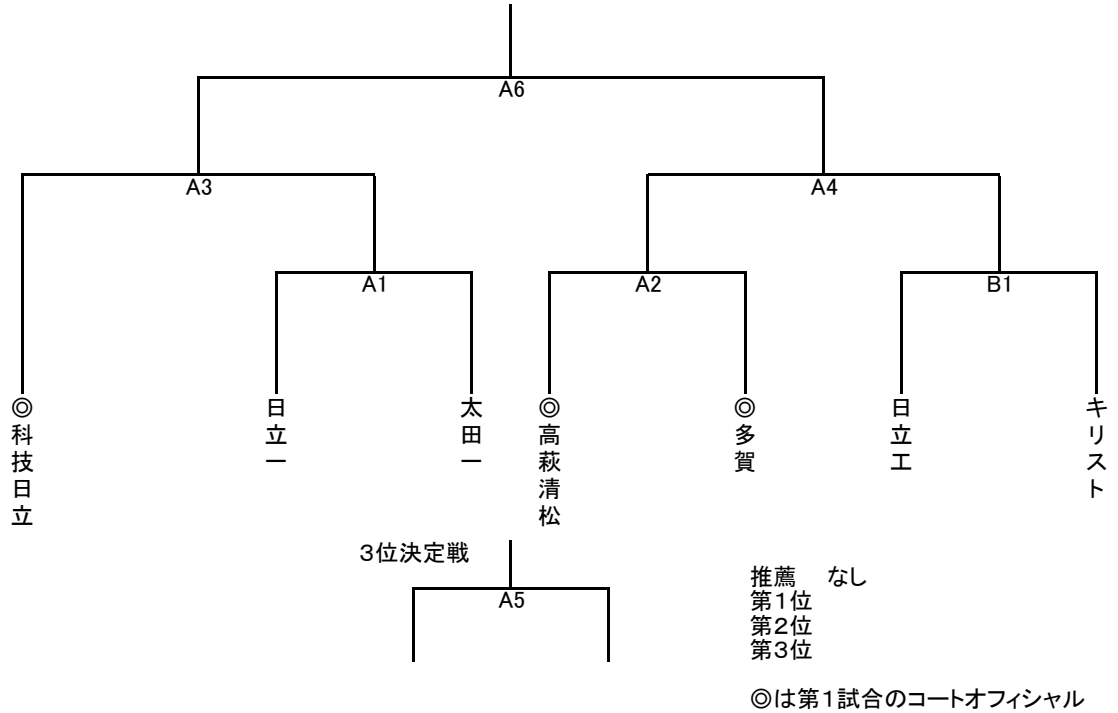 A6
A3
A4
A1
A2
B1
◎科技日立
日立一
太田一
◎高萩清松
◎多賀
日立工
キリスト
3位決定戦
A5
推薦　なし
第1位
第2位
第3位
◎は第1試合のコートオフィシャル